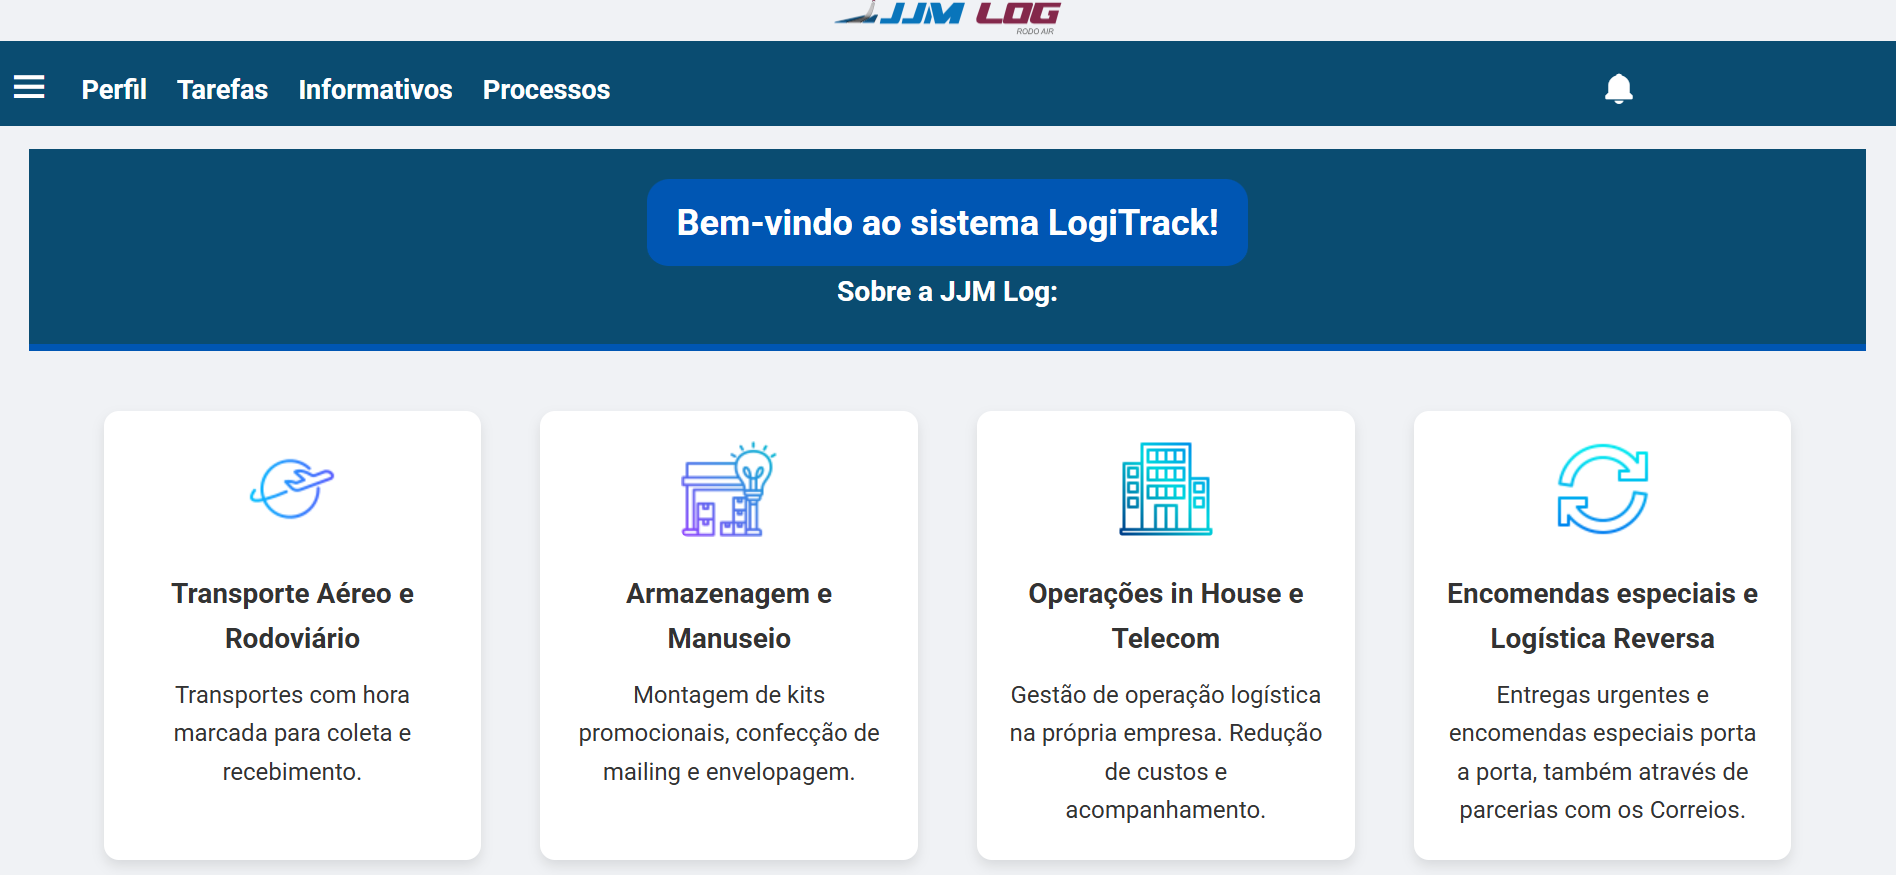 JJM LOG
RODO AIR
Perfil Tarefas Informativos Processos
Bem-vindo ao sistema LogiTrack!
Sobre a JJM Log:
Transporte Aéreo e
Rodoviário
Transportes com hora
marcada para coleta e
recebimento.
Armazenagem e
Manuseio
Montagem de kits
promocionais, confecção de
mailing e envelopagem.
Operações in House e
Telecom
Gestão de operação logística
na própria empresa. Redução
de custos e
acompanhamento.
Encomendas especiais e
Logística Reversa
Entregas urgentes e
encomendas especiais porta
a porta, também através de
parcerias com os Correios.